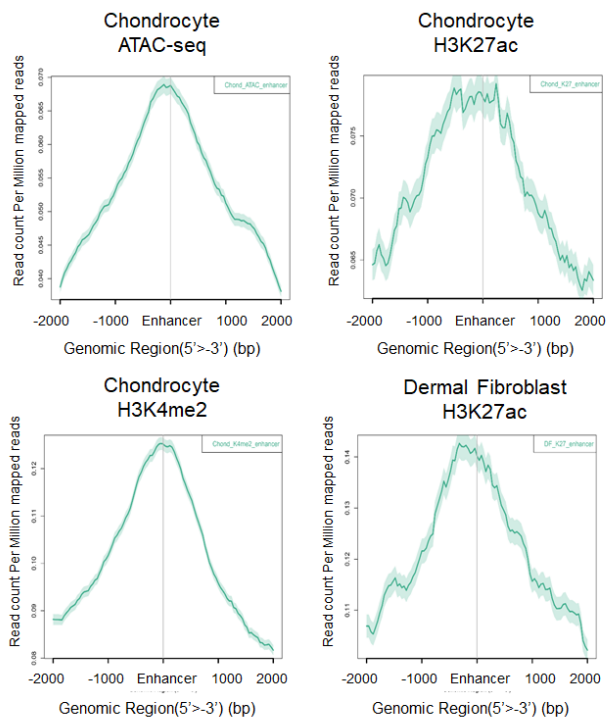 Chondrocyte
ATAC-seq
Read count Per Million mapped reads
0.070
0.065
0.060
0.055
0.050
0.045
0.040
Chond_ATAC_enhancer
-2000 -1000 Enhancer 1000 2000
Genomic Region(5'>-3') (bp)
Chondrocyte
H3K27ac
Read count Per Million mapped reads
0.075
0.070
0.065
Chond_K27_enhancer
-2000 -1000 Enhancer 1000 2000
Genomic Region(5'>-3') (bp)
Chondrocyte
H3K4me2
Read count Per Million mapped reads
0.12
0.11
0.10
0.09
0.08
Chond_K4me2_enhancer
-2000 -1000 Enhancer 1000 2000
Genomic Region(5'>-3') (bp)
Dermal Fibroblast
H3K27ac
Read count Per Million mapped reads
0.14
0.13
0.12
0.11
DF_K27_enhancer
-2000 -1000 Enhancer 1000 2000
Genomic Region(5'>-3') (bp)